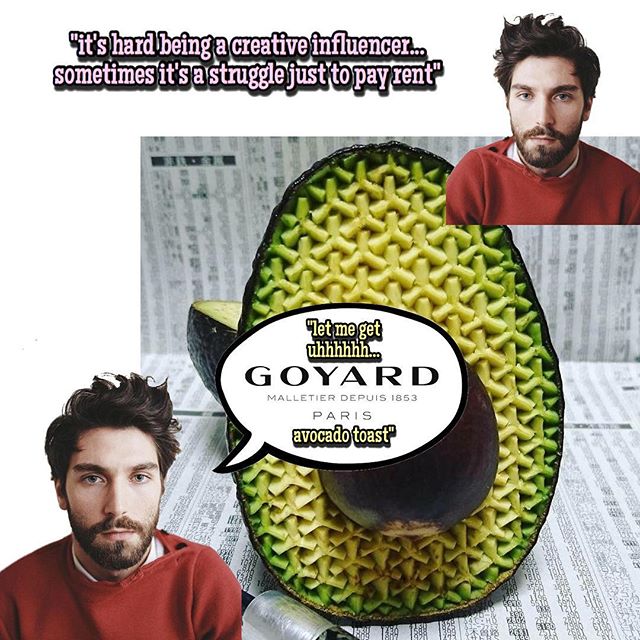 "it's hard being a creative influencer...
sometimes it's a struggle just to pay rent"
"let me get
uhhhhhh...
GOYARD
MALLETIER DEPUIS 1853
PARIS
avocado toast"